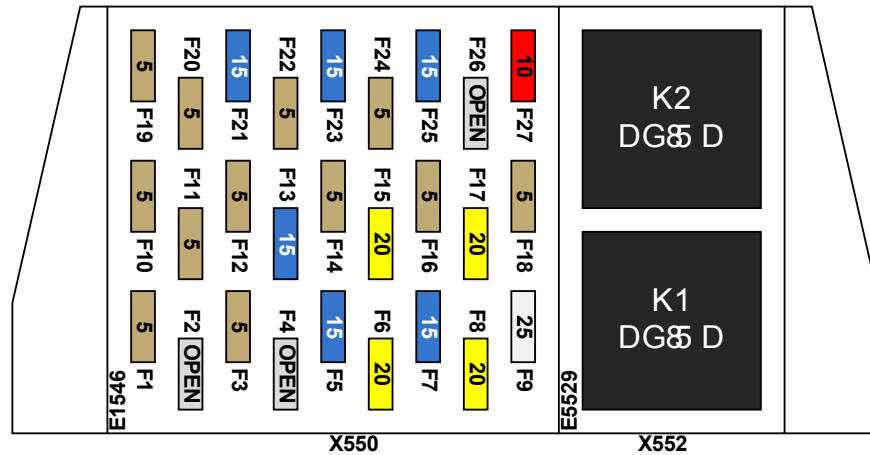 5 F20 15 F22 15 F24 15 F26 10
F19 5 F21 5 F23 5 F25 OPEN F27
5 F11 5 F13 5 F15 5 F17 5
F10 5 F12 15 F14 20 F16 20 F18
5 F2 5 F4 15 F6 15 F8 25
F1 OPEN F3 OPEN F5 20 F7 20 F9
E1546
K2
DG85 D
K1
DG85 D
E5529
X550
X552